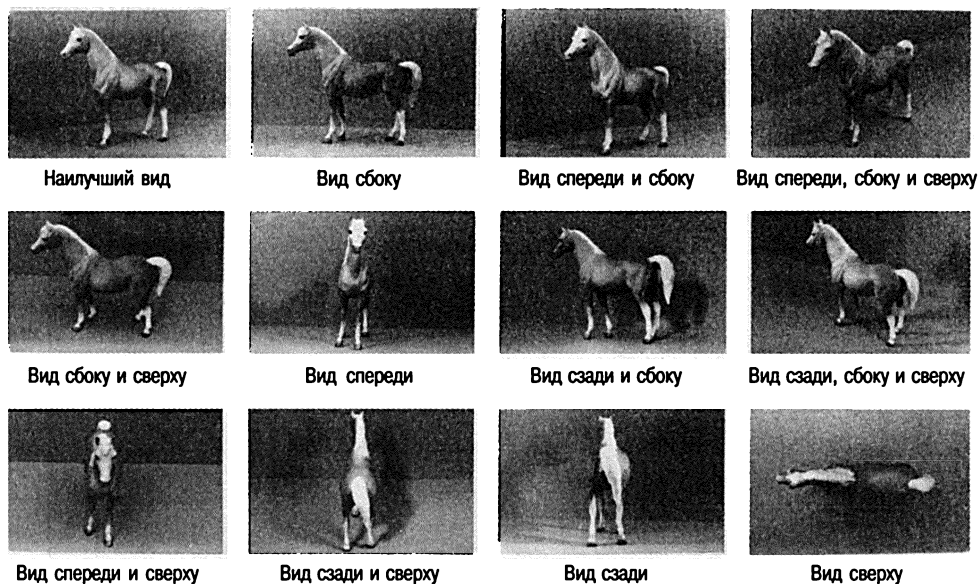 Наилучший вид
Вид сбоку
Вид спереди и сбоку
Вид спереди, сбоку и сверху
Вид сбоку и сверху
Вид спереди
Вид сзади и сбоку
Вид сзади, сбоку и сверху
Вид спереди и сверху
Вид сзади и сверху
Вид сзади
Вид сверху